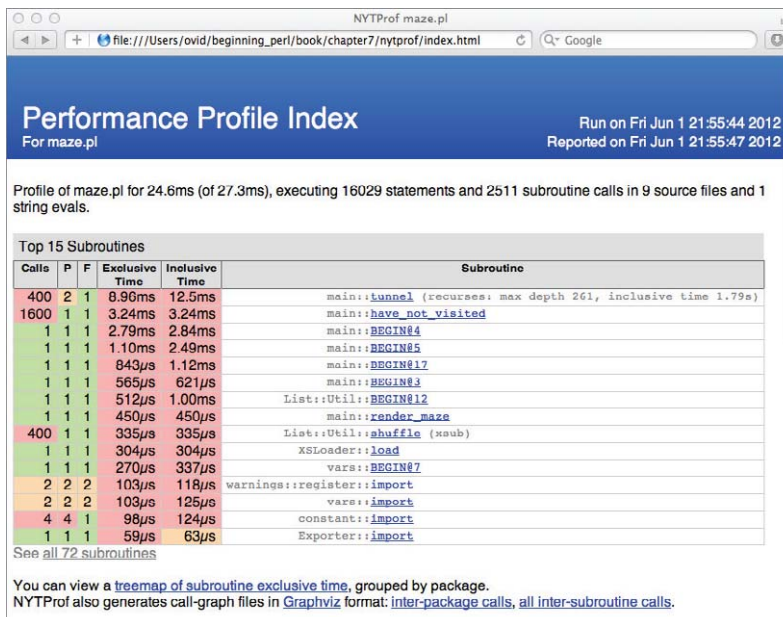 NYTProf maze.pl
file:///Users/ovid/beginning_perl/book/chapter7/nytprof/index.html Google
Performance Profile Index
For maze.pl
Run on Fri Jun 1 21:55:44 2012
Reported on Fri Jun 1 21:55:47 2012
Profile of maze.pl for 24.6ms (of 27.3ms), executing 16029 statements and 2511 subroutine calls in 9 source files and 1
string evals.
Top 15 Subroutines
Calls P F Exclusive Time Inclusive Time Subroutine
400 2 1 8.96ms 12.5ms main::tunnel (recurses: max depth 261, inclusive time 1.79s)
1600 1 1 3.24ms 3.24ms main::have_not_visited
1 1 1 2.79ms 2.84ms main::BEGIN@4
1 1 1 1.10ms 2.49ms main::BEGIN@5
1 1 1 843µs 1.12ms main::BEGIN@17
1 1 1 565µs 621µs main::BEGIN@3
1 1 1 512µs 1.00ms List::Util::BEGIN@12
1 1 1 450µs 450µs main::render_maze
400 1 1 335µs 335µs List::Util::shuffle (xsub)
1 1 1 304µs 304µs XSLoader::load
1 1 1 270µs 337µs vars::BEGIN@7
2 2 2 103µs 118µs warnings::register::import
2 2 2 103µs 125µs vars::import
4 4 1 98µs 124µs constant::import
1 1 1 59µs 63µs Exporter::import
See all 72 subroutines
You can view a treemap of subroutine exclusive time, grouped by package.
NYTProf also generates call-graph files in Graphviz format: inter-package calls, all inter-subroutine calls.